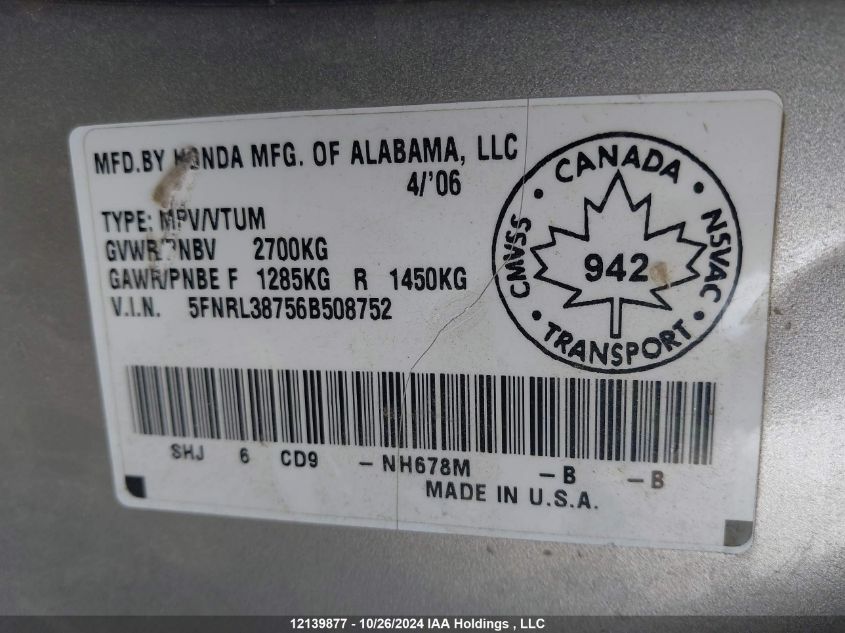 MFD.BY HONDA MFG. OF ALABAMA, LLC
4/'06
TYPE: MPV/VTUM
GVWR/PNBV 2700KG
GAWR/PNBE F 1285KG R 1450KG
V.I.N. 5FNRL38756B508752
CANADA
CMVSS
NSVAC
942
TRANSPORT
SHJ 6 CD9 -NH678M -B -B
MADE IN U.S.A.
12139877 - 10/26/2024 IAA Holdings , LLC